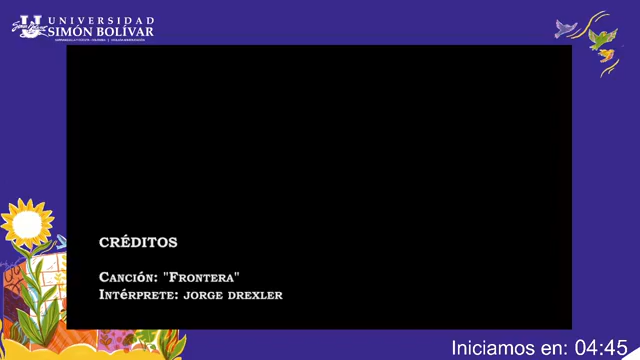 UNIVERSIDAD
SIMÓN BOLÍVAR
CRÉDITOS
Canción: "Frontera"
Intérprete: jorge drexler
Iniciamos en: 04:45